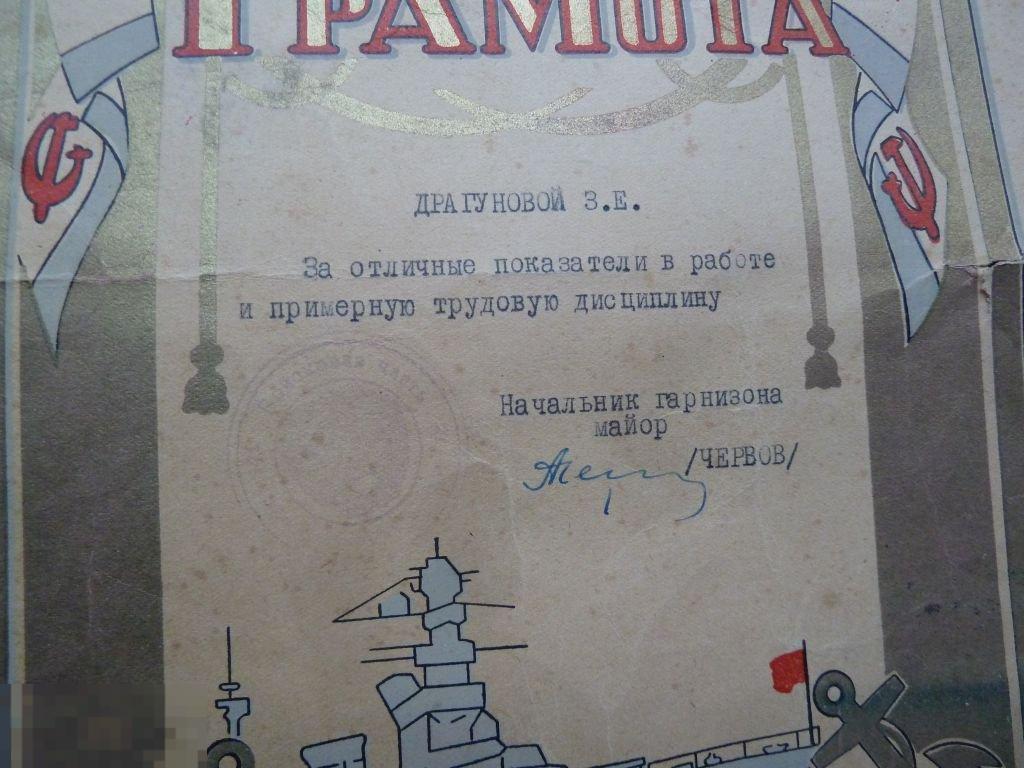 ГРАМОТА
ДРАГУНОВОЙ З.Е.
За отличные показатели в работе
и примерную трудовую дисциплину
Начальник гарнизона
майор
/ЧЕРВОВ/